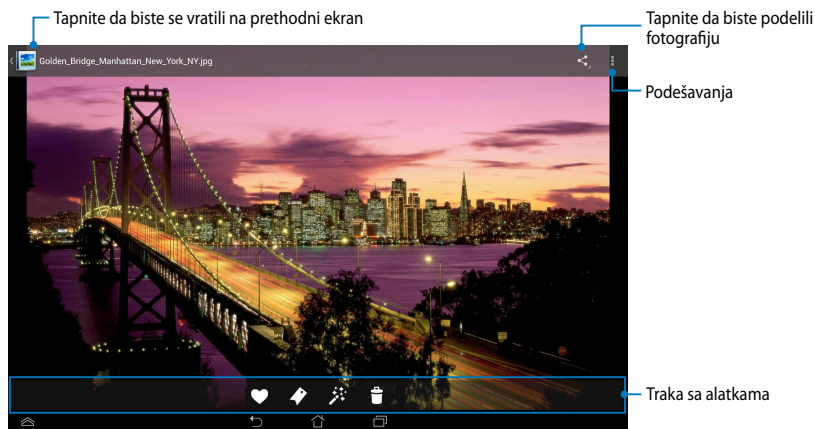 Tapnite da biste se vratili na prethodni ekran
Tapnite da biste podelili
fotografiju
Golden_Bridge_Manhattan_New_York_NY.jpg
Podešavanja
Traka sa alatkama